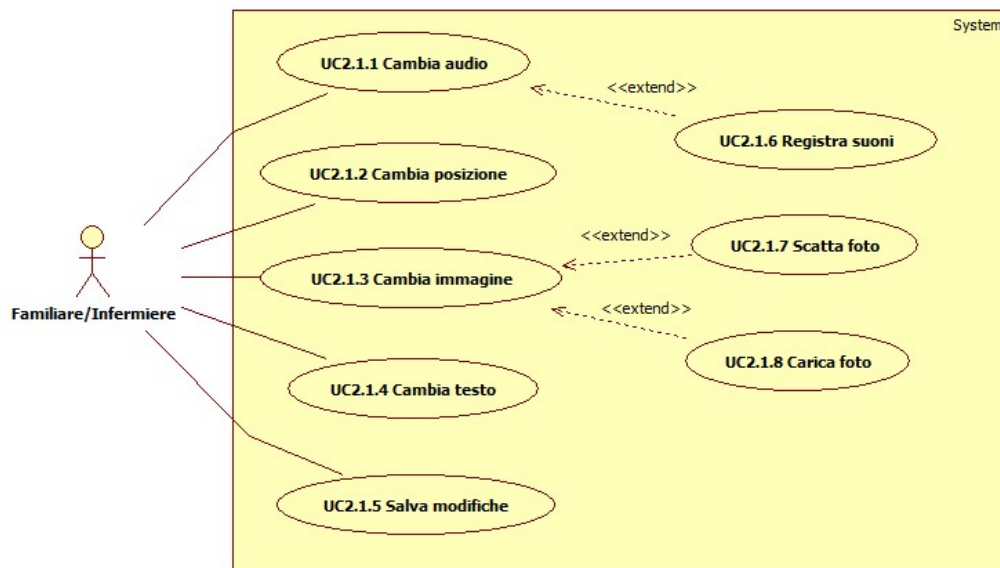 System
UC2.1.1 Cambia audio
<<extend>>
UC2.1.6 Registra suoni
UC2.1.2 Cambia posizione
<<extend>>
UC2.1.7 Scatta foto
UC2.1.3 Cambia immagine
Familiare/Infermiere
<<extend>>
UC2.1.8 Carica foto
UC2.1.4 Cambia testo
UC2.1.5 Salva modifiche